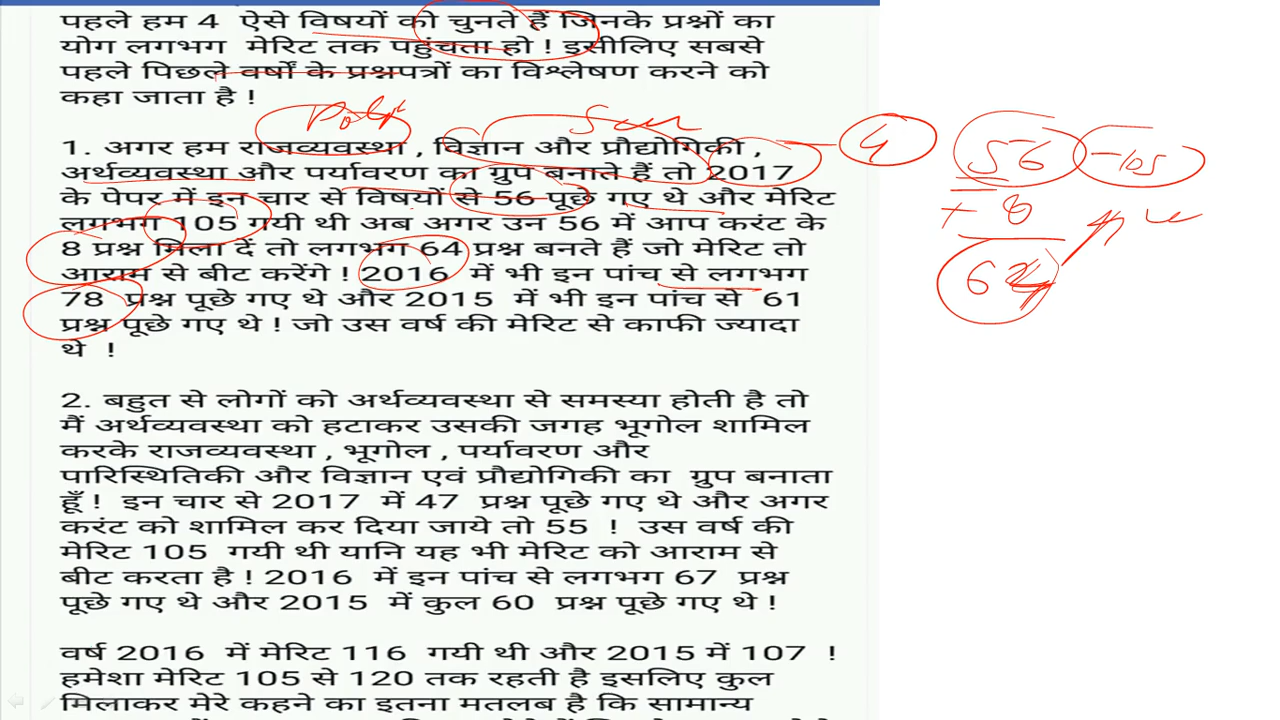 पहले हम 4 ऐसे विषयों को चुनते हैं जिनके प्रश्नों का
योग लगभग मेरिट तक पहुंचता हो ! इसीलिए सबसे
पहले पिछले वर्षों के प्रश्नपत्रों का विश्लेषण करने को
कहा जाता है !
1. अगर हम राजव्यवस्था , विज्ञान और प्रौद्योगिकी ,
अर्थव्यवस्था और पर्यावरण का ग्रुप बनाते हैं तो 2017
के पेपर में इन चार से विषयों से 56 पूछे गए थे और मेरिट
लगभग 105 गयी थी अब अगर उन 56 में आप करंट के
8 प्रश्न मिला दें तो लगभग 64 प्रश्न बनते हैं जो मेरिट तो
आराम से बीट करेंगे ! 2016 में भी इन पांच से लगभग
78 प्रश्न पूछे गए थे और 2015 में भी इन पांच से 61
प्रश्न पूछे गए थे ! जो उस वर्ष की मेरिट से काफी ज्यादा
थे !
4
56 - 105
+ 8
64
2. बहुत से लोगों को अर्थव्यवस्था से समस्या होती है तो
मैं अर्थव्यवस्था को हटाकर उसकी जगह भूगोल शामिल
करके राजव्यवस्था , भूगोल , पर्यावरण और
पारिस्थितिकी और विज्ञान एवं प्रौद्योगिकी का ग्रुप बनाता
हूँ ! इन चार से 2017 में 47 प्रश्न पूछे गए थे और अगर
करंट को शामिल कर दिया जाये तो 55 ! उस वर्ष की
मेरिट 105 गयी थी यानि यह भी मेरिट को आराम से
बीट करता है ! 2016 में इन पांच से लगभग 67 प्रश्न
पूछे गए थे और 2015 में कुल 60 प्रश्न पूछे गए थे !
वर्ष 2016 में मेरिट 116 गयी थी और 2015 में 107 !
हमेशा मेरिट 105 से 120 तक रहती है इसलिए कुल
मिलाकर मेरे कहने का इतना मतलब है कि सामान्य